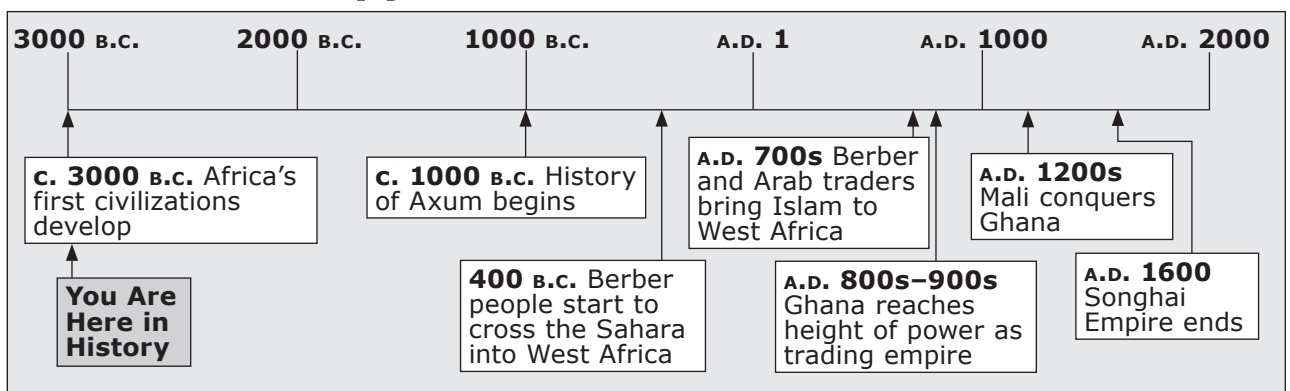 3000 B.C. 2000 B.C. 1000 B.C. A.D. 1 A.D. 1000 A.D. 2000
c. 3000 B.C. Africa's
first civilizations
develop
You Are
Here in
History
c. 1000 B.C. History
of Axum begins
400 B.C. Berber
people start to
cross the Sahara
into West Africa
A.D. 700s Berber
and Arab traders
bring Islam to
West Africa
A.D. 800s–900s
Ghana reaches
height of power as
trading empire
A.D. 1200s
Mali conquers
Ghana
A.D. 1600
Songhai
Empire ends